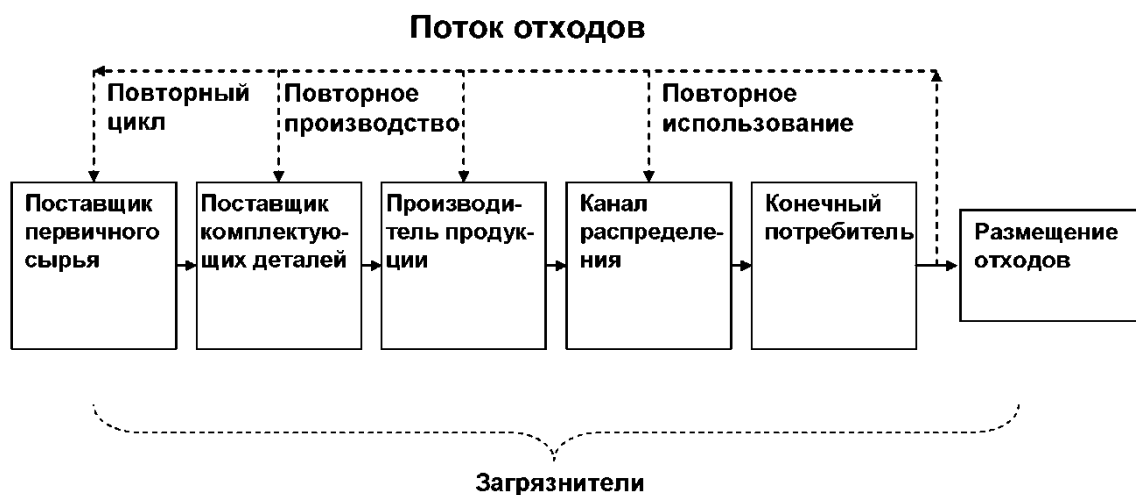 Поток отходов
Повторный
цикл
Повторное
производство
Повторное
использование
Поставщик
первичного
сырья
Поставщик
комплектую-
щих деталей
Производи-
тель продук-
ции
Канал
распределе-
ния
Конечный
потребитель
Размещение
отходов
Загрязнители